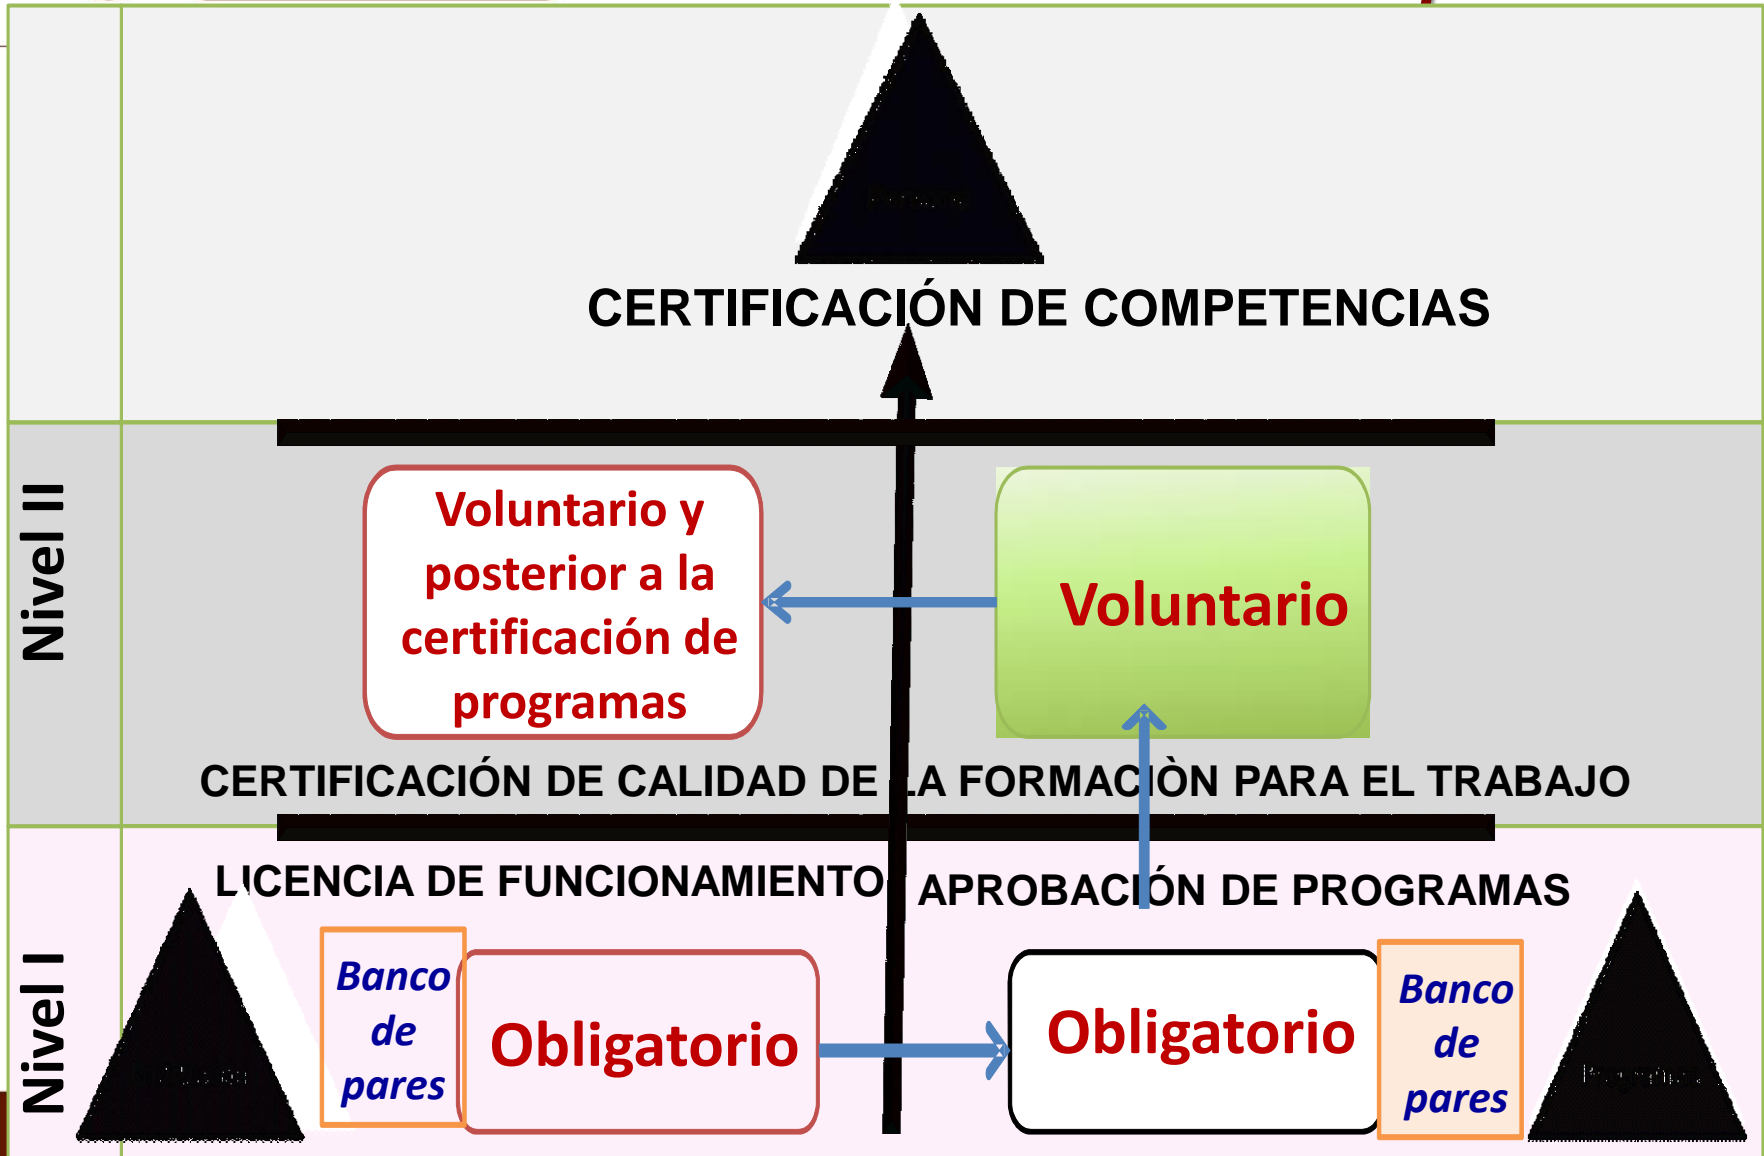 CERTIFICACIÓN DE COMPETENCIAS
Nivel II
Voluntario y
posterior a la
certificación de
programas
Voluntario
CERTIFICACIÓN DE CALIDAD DE LA FORMACIÒN PARA EL TRABAJO
Nivel I
LICENCIA DE FUNCIONAMIENTO
APROBACIÓN DE PROGRAMAS
Banco
de
pares
Obligatorio
Obligatorio
Banco
de
pares